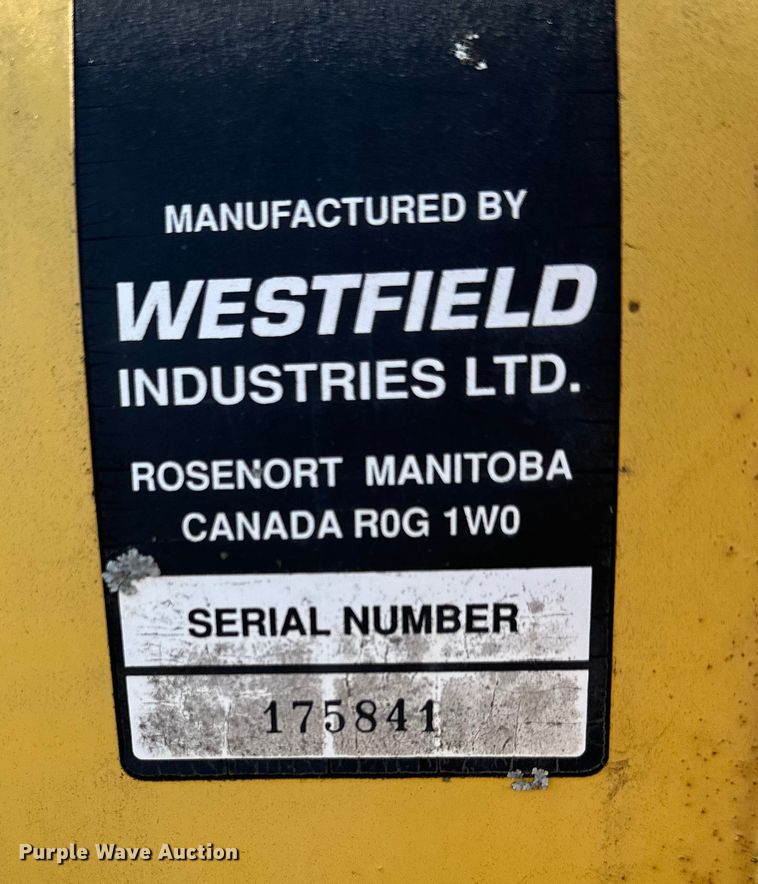 MANUFACTURED BY
WESTFIELD
INDUSTRIES LTD.
ROSENORT MANITOBA
CANADA R0G 1W0
SERIAL NUMBER
175841
Purple Wave Auction